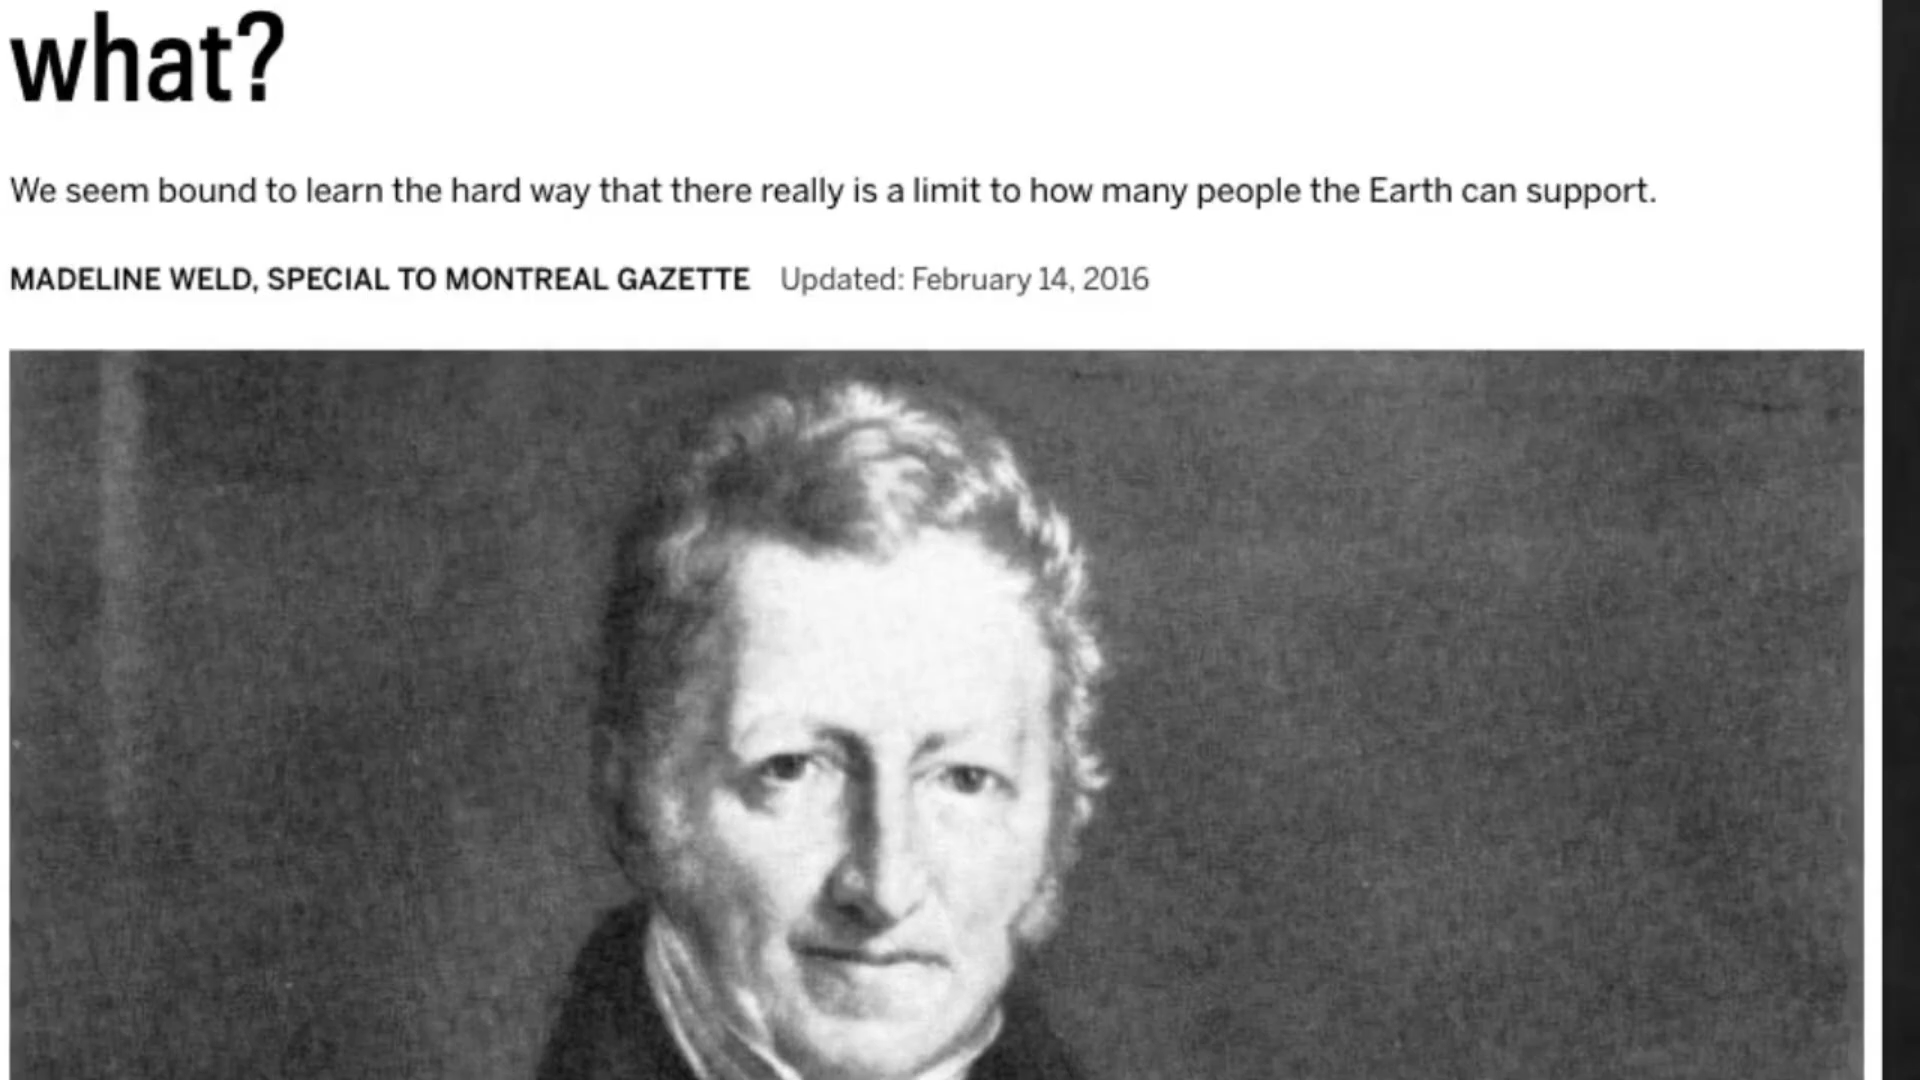 what?
We seem bound to learn the hard way that there really is a limit to how many people the Earth can support.
MADELINE WELD, SPECIAL TO MONTREAL GAZETTE Updated: February 14, 2016